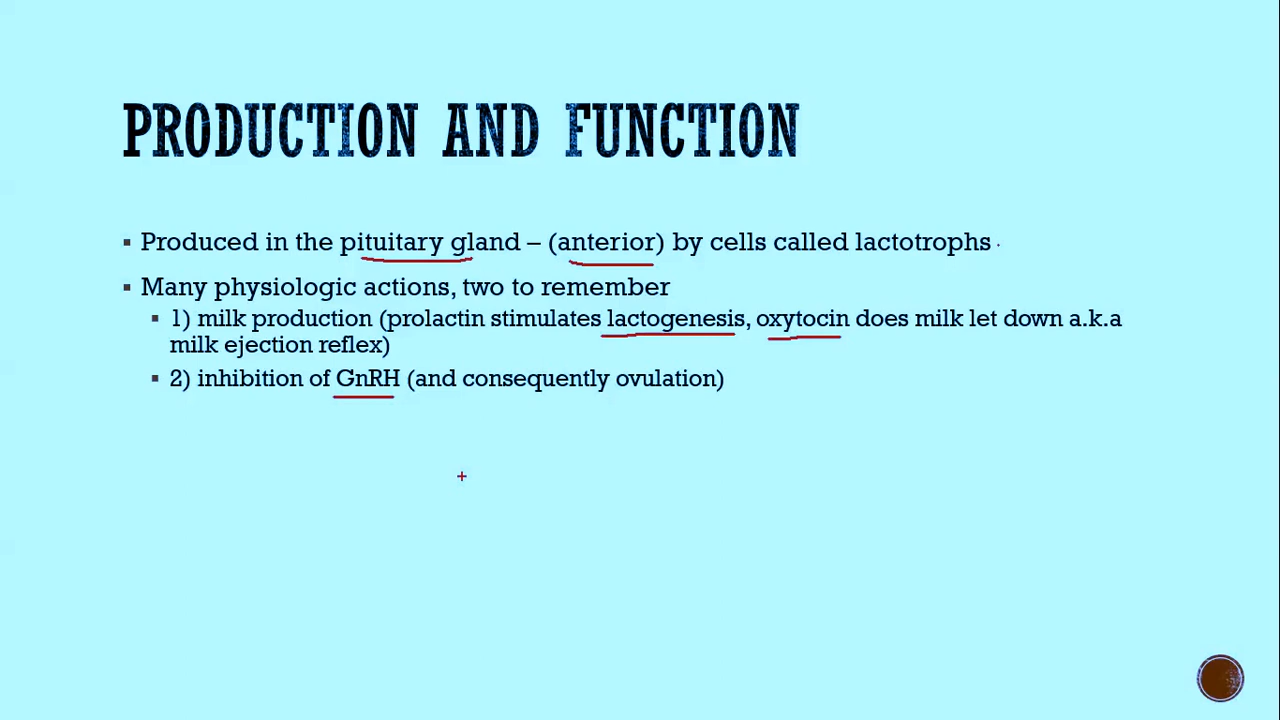 PRODUCTION AND FUNCTION
▪ Produced in the pituitary gland – (anterior) by cells called lactotrophs
▪ Many physiologic actions, two to remember
▪ 1) milk production (prolactin stimulates lactogenesis, oxytocin does milk let down a.k.a
milk ejection reflex)
▪ 2) inhibition of GnRH (and consequently ovulation)